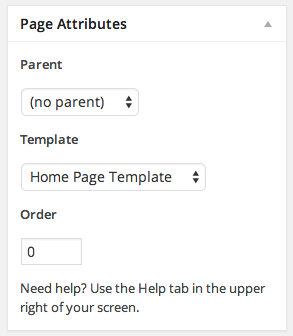 Page Attributes
Parent
(no parent)
Template
Home Page Template
Order
0
Need help? Use the Help tab in the upper
right of your screen.